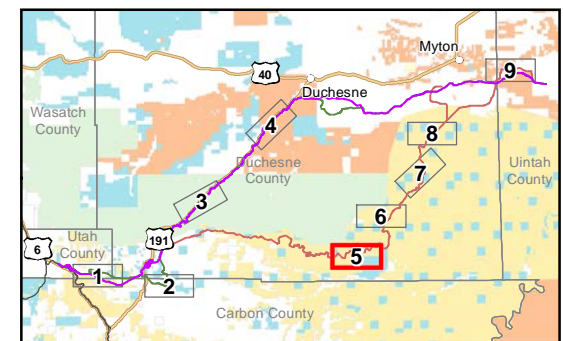 Myton
40
9
Duchesne
Wasatch
County
4
8
Duchesne
County
Uintah
County
7
3
6
191
Utah
County
6
5
1
2
Carbon County